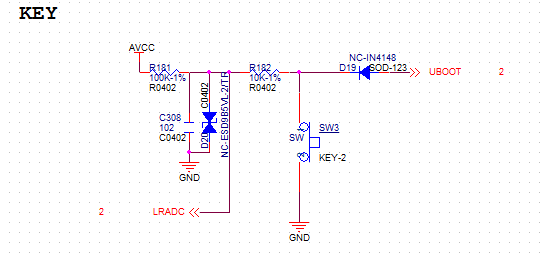 KEY
AVCC
R181
100K-1%
R0402
R182
100K-1%
R0402
NC-IN4148
D19
SOD-123
UBOOT
2
C308
102
C0402
D20
C0402
NC-ESD9B5VL-2/TR
GND
SW
SW3
KEY-2
2
LRADC
GND